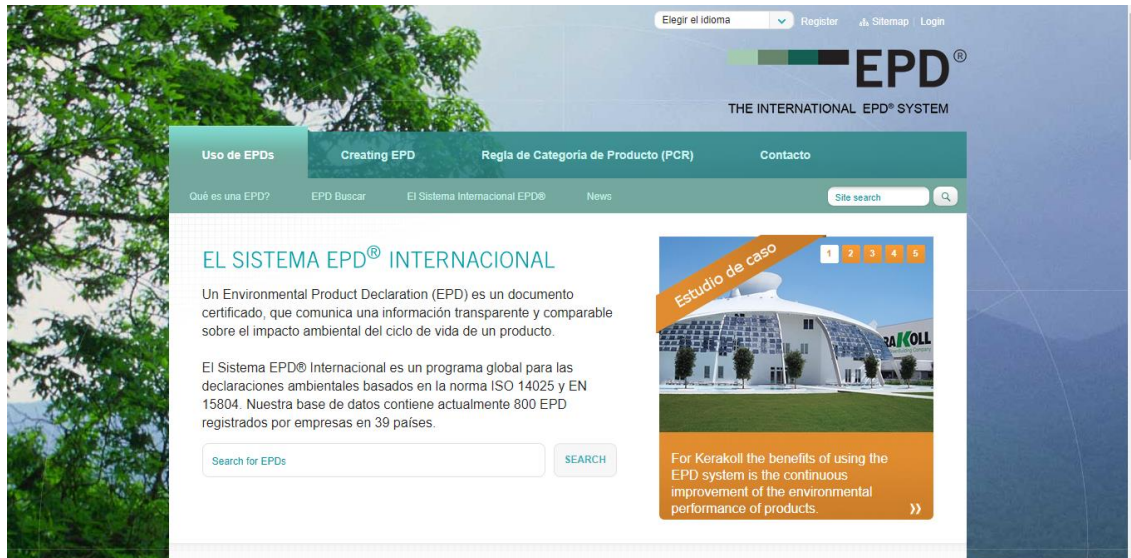 Elegir el idioma
Register
Sitemap
Login
EPD®
THE INTERNATIONAL EPD® SYSTEM
Uso de EPDs
Creating EPD
Regla de Categoría de Producto (PCR)
Contacto
Qué es una EPD?
EPD Buscar
El Sistema Internacional EPD®
News
Site search
EL SISTEMA EPD® INTERNACIONAL
Un Environmental Product Declaration (EPD) es un documento
certificado, que comunica una información transparente y comparable
sobre el impacto ambiental del ciclo de vida de un producto.
El Sistema EPD® Internacional es un programa global para las
declaraciones ambientales basados en la norma ISO 14025 y EN
15804. Nuestra base de datos contiene actualmente 800 EPD
registrados por empresas en 39 países.
Search for EPDs
SEARCH
Estudio de caso
1 2 3 4 5
RAKOLL
For Kerakoll the benefits of using the
EPD system is the continuous
improvement of the environmental
performance of products.